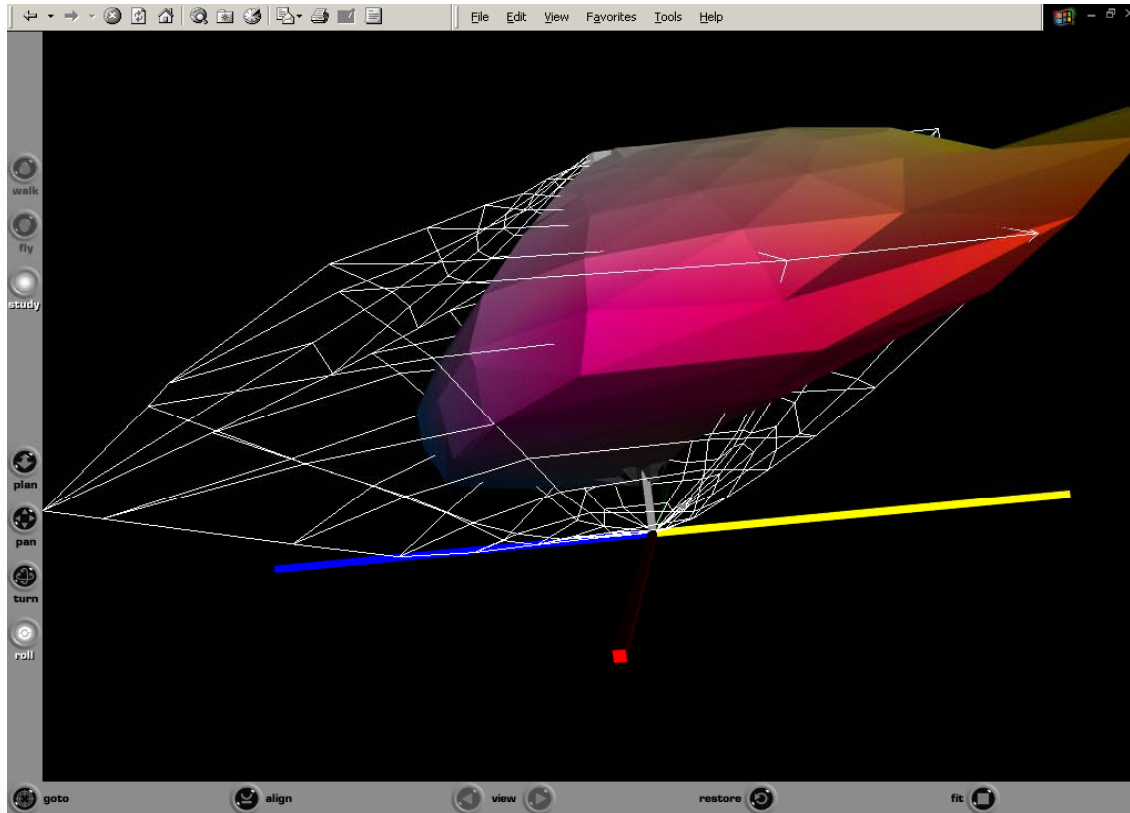 File Edit View Favorites Tools Help
walk
fly
study
plan
pan
turn
roll
goto align view restore fit